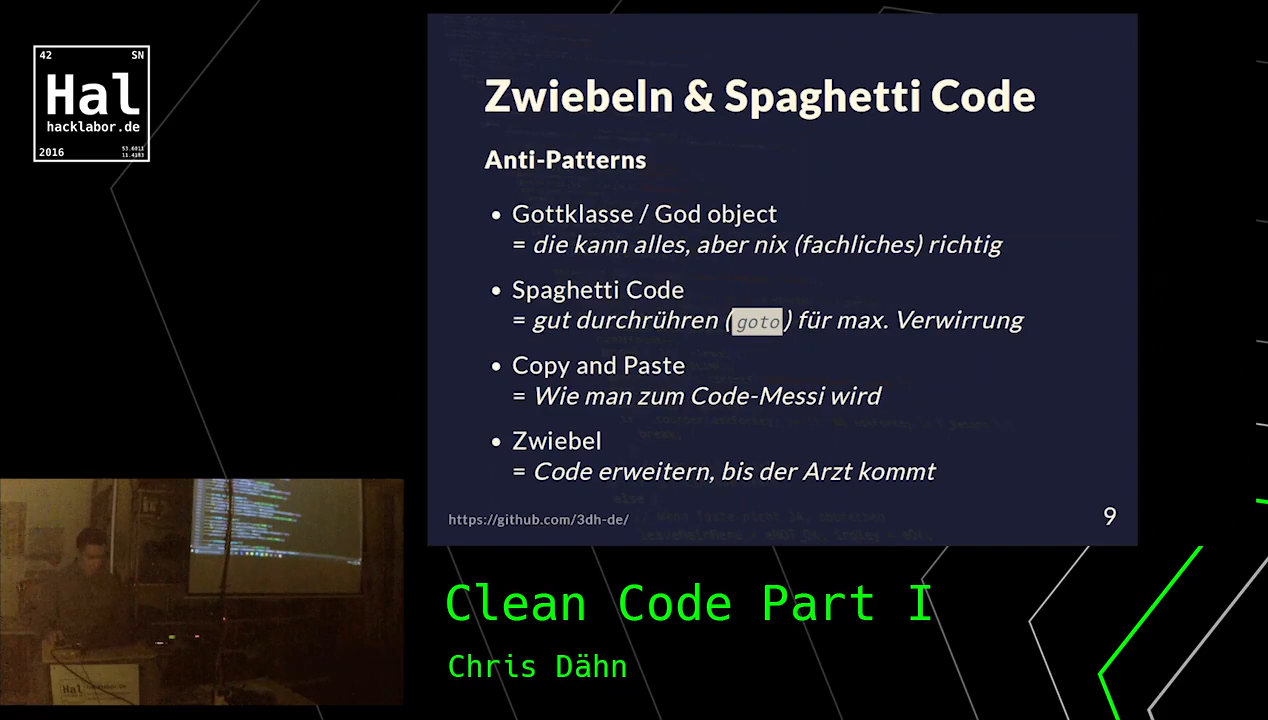 42 SN
Hal
hacklabor.de
2016
Zwiebeln & Spaghetti Code
Anti-Patterns
• Gottklasse / God object
= die kann alles, aber nix (fachliches) richtig
• Spaghetti Code
= gut durchrühren (goto) für max. Verwirrung
• Copy and Paste
= Wie man zum Code-Messi wird
• Zwiebel
= Code erweitern, bis der Arzt kommt
https://github.com/3dh-de/
9
Clean Code Part I
Chris Dähn
Hal